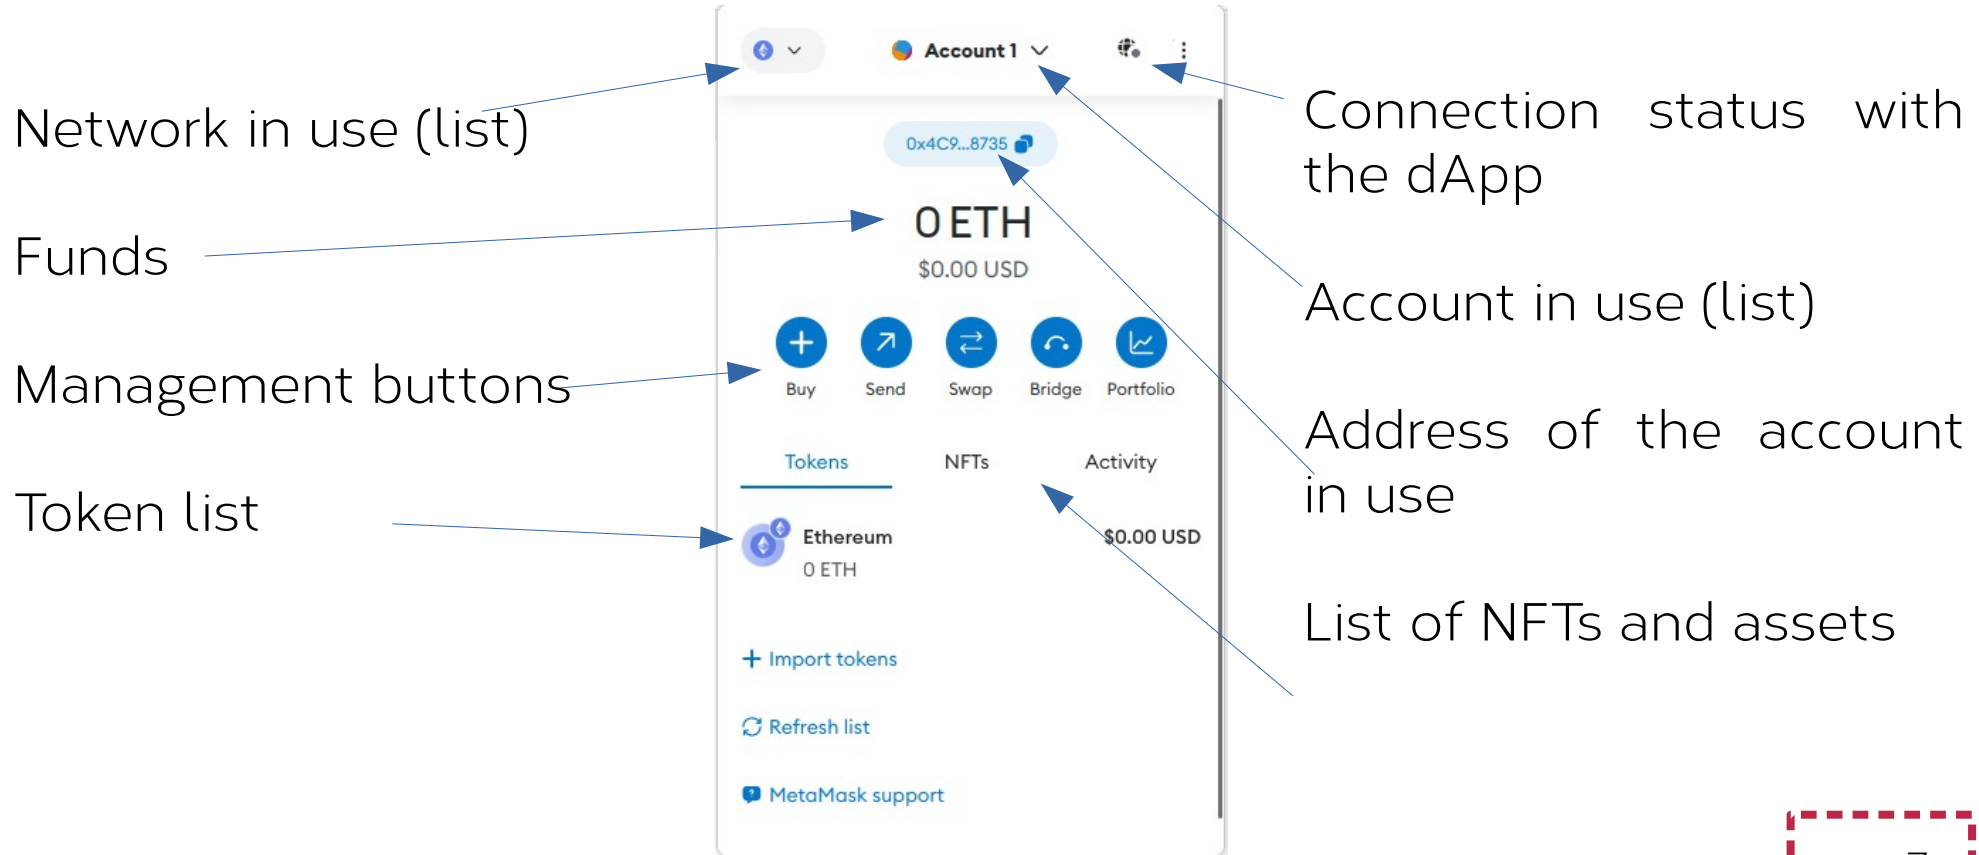 Network in use (list)
Funds
Management buttons
Token list
Account 1
0x4C9...8735
0 ETH
$0.00 USD
Buy
Send
Swap
Bridge
Portfolio
Tokens
NFTs
Activity
Ethereum
$0.00 USD
0 ETH
+ Import tokens
Refresh list
MetaMask support
Connection status with
the dApp
Account in use (list)
Address of the account
in use
List of NFTs and assets